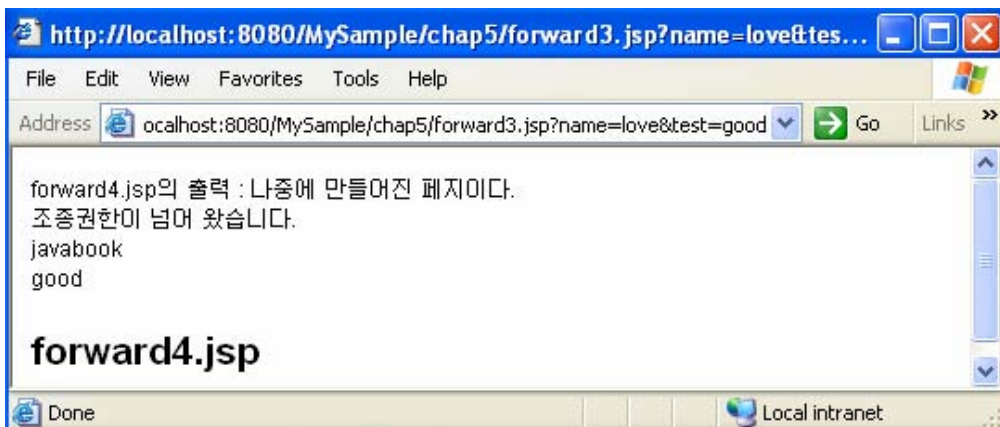 http://localhost:8080/MySample/chap5/forward3.jsp?name=love&tes...
File Edit View Favorites Tools Help
Address ocalhost:8080/MySample/chap5/forward3.jsp?name=love&test=good Go Links »
forward4.jsp의 출력 : 나중에 만들어진 페지이다.
조종권한이 넘어 왔습니다.
javabook
good
forward4.jsp
Done Local intranet